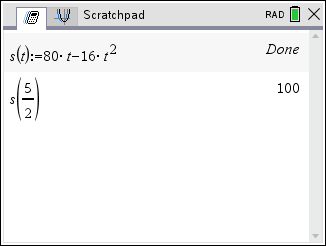 Scratchpad RAD
s(t):=80·t−16·t² Done
s(5/2) 100